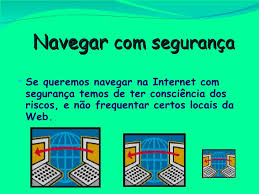 Navegar com segurança
Se queremos navegar na Internet com
segurança temos de ter consciência dos
riscos, e não frequentar certos locais da
Web.